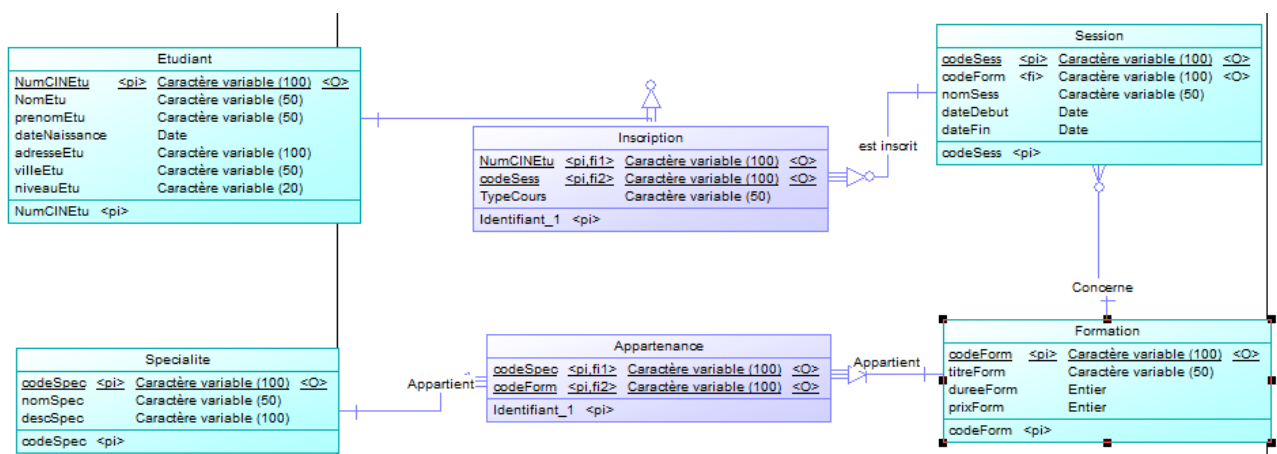 Etudiant
NumCINEtu <pi> Caractère variable (100) <O>
NomEtu Caractère variable (50)
prenomEtu Caractère variable (50)
dateNaissance Date
adresseEtu Caractère variable (100)
villeEtu Caractère variable (50)
niveauEtu Caractère variable (20)
NumCINEtu <pi>
Inscription
NumCINEtu <pi,fi1> Caractère variable (100) <O>
codeSess <pi,fi2> Caractère variable (100) <O>
TypeCours Caractère variable (50)
Identifiant_1 <pi>
est inscrit
Session
codeSess <pi> Caractère variable (100) <O>
codeForm <fi> Caractère variable (100) <O>
nomSess Caractère variable (50)
dateDebut Date
dateFin Date
codeSess <pi>
Concerne
Specialite
codeSpec <pi> Caractère variable (100) <O>
nomSpec Caractère variable (50)
descSpec Caractère variable (100)
codeSpec <pi>
Appartient
Appartenance
codeSpec <pi,fi1> Caractère variable (100) <O>
codeForm <pi,fi2> Caractère variable (100) <O>
Identifiant_1 <pi>
Appartient
Formation
codeForm <pi> Caractère variable (100) <O>
titreForm Caractère variable (50)
dureeForm Entier
prixForm Entier
codeForm <pi>